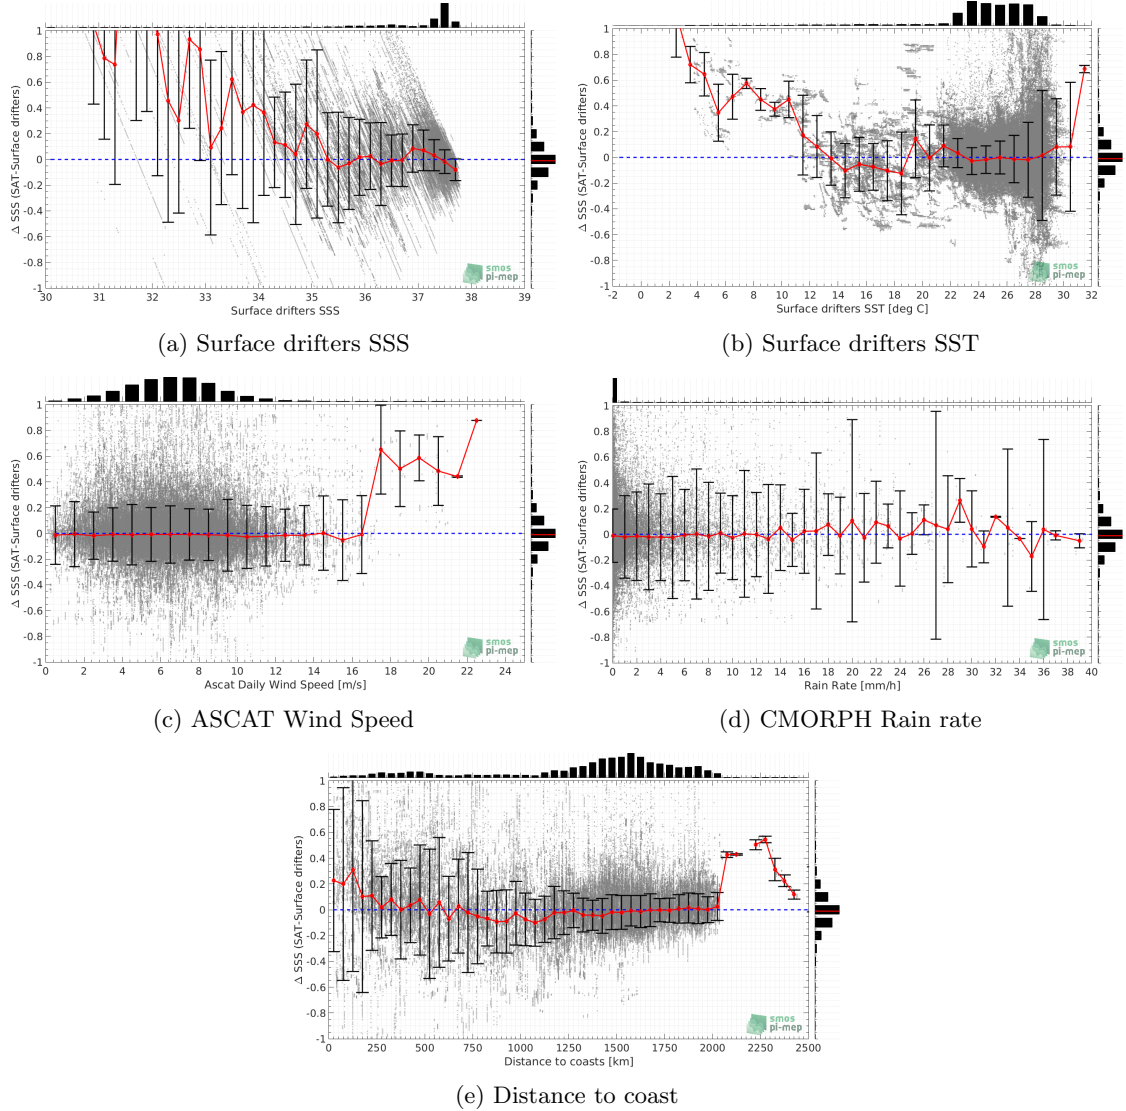 Δ SSS (SAT-Surface drifters)
1
0.8
0.6
0.4
0.2
0
-0.2
-0.4
-0.6
-0.8
-1
30 31 32 33 34 35 36 37 38 39
Surface drifters SSS
smos
pi-mep
(a) Surface drifters SSS
Δ SSS (SAT-Surface drifters)
1
0.8
0.6
0.4
0.2
0
-0.2
-0.4
-0.6
-0.8
-1
-2 0 2 4 6 8 10 12 14 16 18 20 22 24 26 28 30 32
Surface drifters SST [deg C]
smos
pi-mep
(b) Surface drifters SST
Δ SSS (SAT-Surface drifters)
1
0.8
0.6
0.4
0.2
0
-0.2
-0.4
-0.6
-0.8
-1
0 2 4 6 8 10 12 14 16 18 20 22 24
Ascat Daily Wind Speed [m/s]
smos
pi-mep
(c) ASCAT Wind Speed
Δ SSS (SAT-Surface drifters)
1
0.8
0.6
0.4
0.2
0
-0.2
-0.4
-0.6
-0.8
-1
0 2 4 6 8 10 12 14 16 18 20 22 24 26 28 30 32 34 36 38 40
Rain Rate [mm/h]
smos
pi-mep
(d) CMORPH Rain rate
Δ SSS (SAT-Surface drifters)
1
0.8
0.6
0.4
0.2
0
-0.2
-0.4
-0.6
-0.8
-1
0 250 500 750 1000 1250 1500 1750 2000 2250 2500
Distance to coasts [km]
smos
pi-mep
(e) Distance to coast